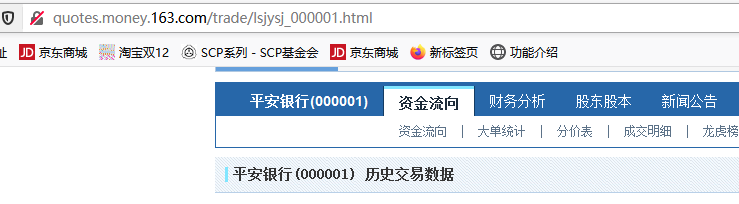 quotes.money.163.com/trade/lsjysj_000001.html
京东商城 淘宝双12 SCP系列 - SCP基金会 JD 京东商城 新标签页 功能介绍
平安银行(000001) 资金流向 财务分析 股东股本 新闻公告
资金流向 | 大单统计 | 分价表 | 成交明细 | 龙虎榜
平安银行(000001) 历史交易数据